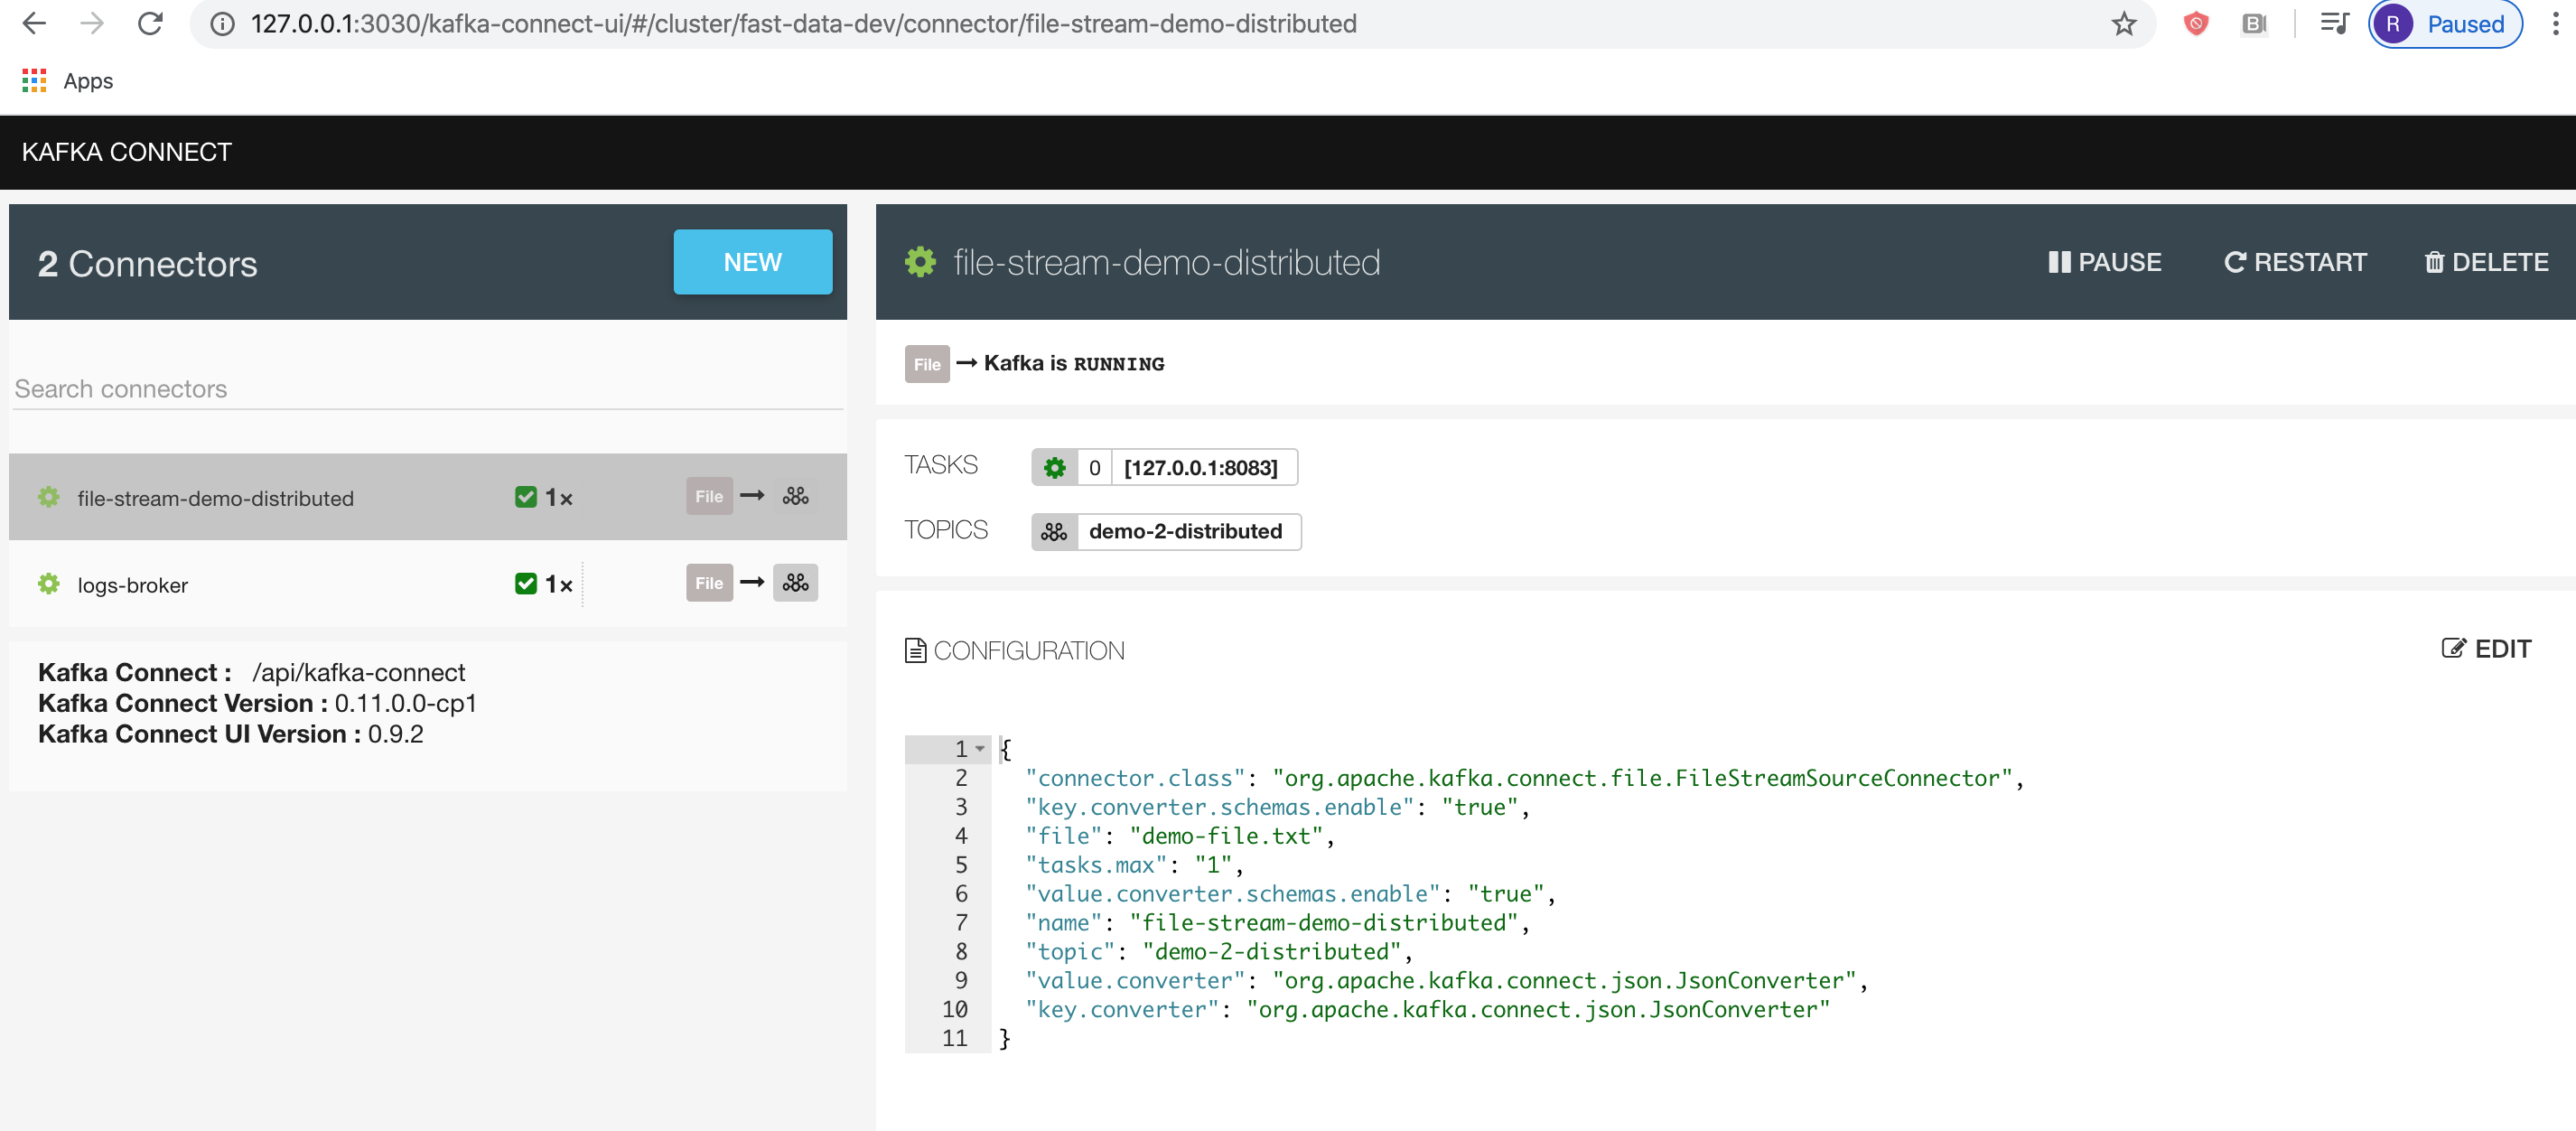 127.0.0.1:3030/kafka-connect-ui/#/cluster/fast-data-dev/connector/file-stream-demo-distributed
B
R Paused
Apps
KAFKA CONNECT
2 Connectors
NEW
Search connectors
file-stream-demo-distributed 1× File
logs-broker 1× File
Kafka Connect : /api/kafka-connect
Kafka Connect Version : 0.11.0.0-cp1
Kafka Connect UI Version : 0.9.2
file-stream-demo-distributed
PAUSE RESTART DELETE
File → Kafka is RUNNING
TASKS 0 [127.0.0.1:8083]
TOPICS demo-2-distributed
CONFIGURATION
EDIT
1 {
2 "connector.class": "org.apache.kafka.connect.file.FileStreamSourceConnector",
3 "key.converter.schemas.enable": "true",
4 "file": "demo-file.txt",
5 "tasks.max": "1",
6 "value.converter.schemas.enable": "true",
7 "name": "file-stream-demo-distributed",
8 "topic": "demo-2-distributed",
9 "value.converter": "org.apache.kafka.connect.json.JsonConverter",
10 "key.converter": "org.apache.kafka.connect.json.JsonConverter"
11 }